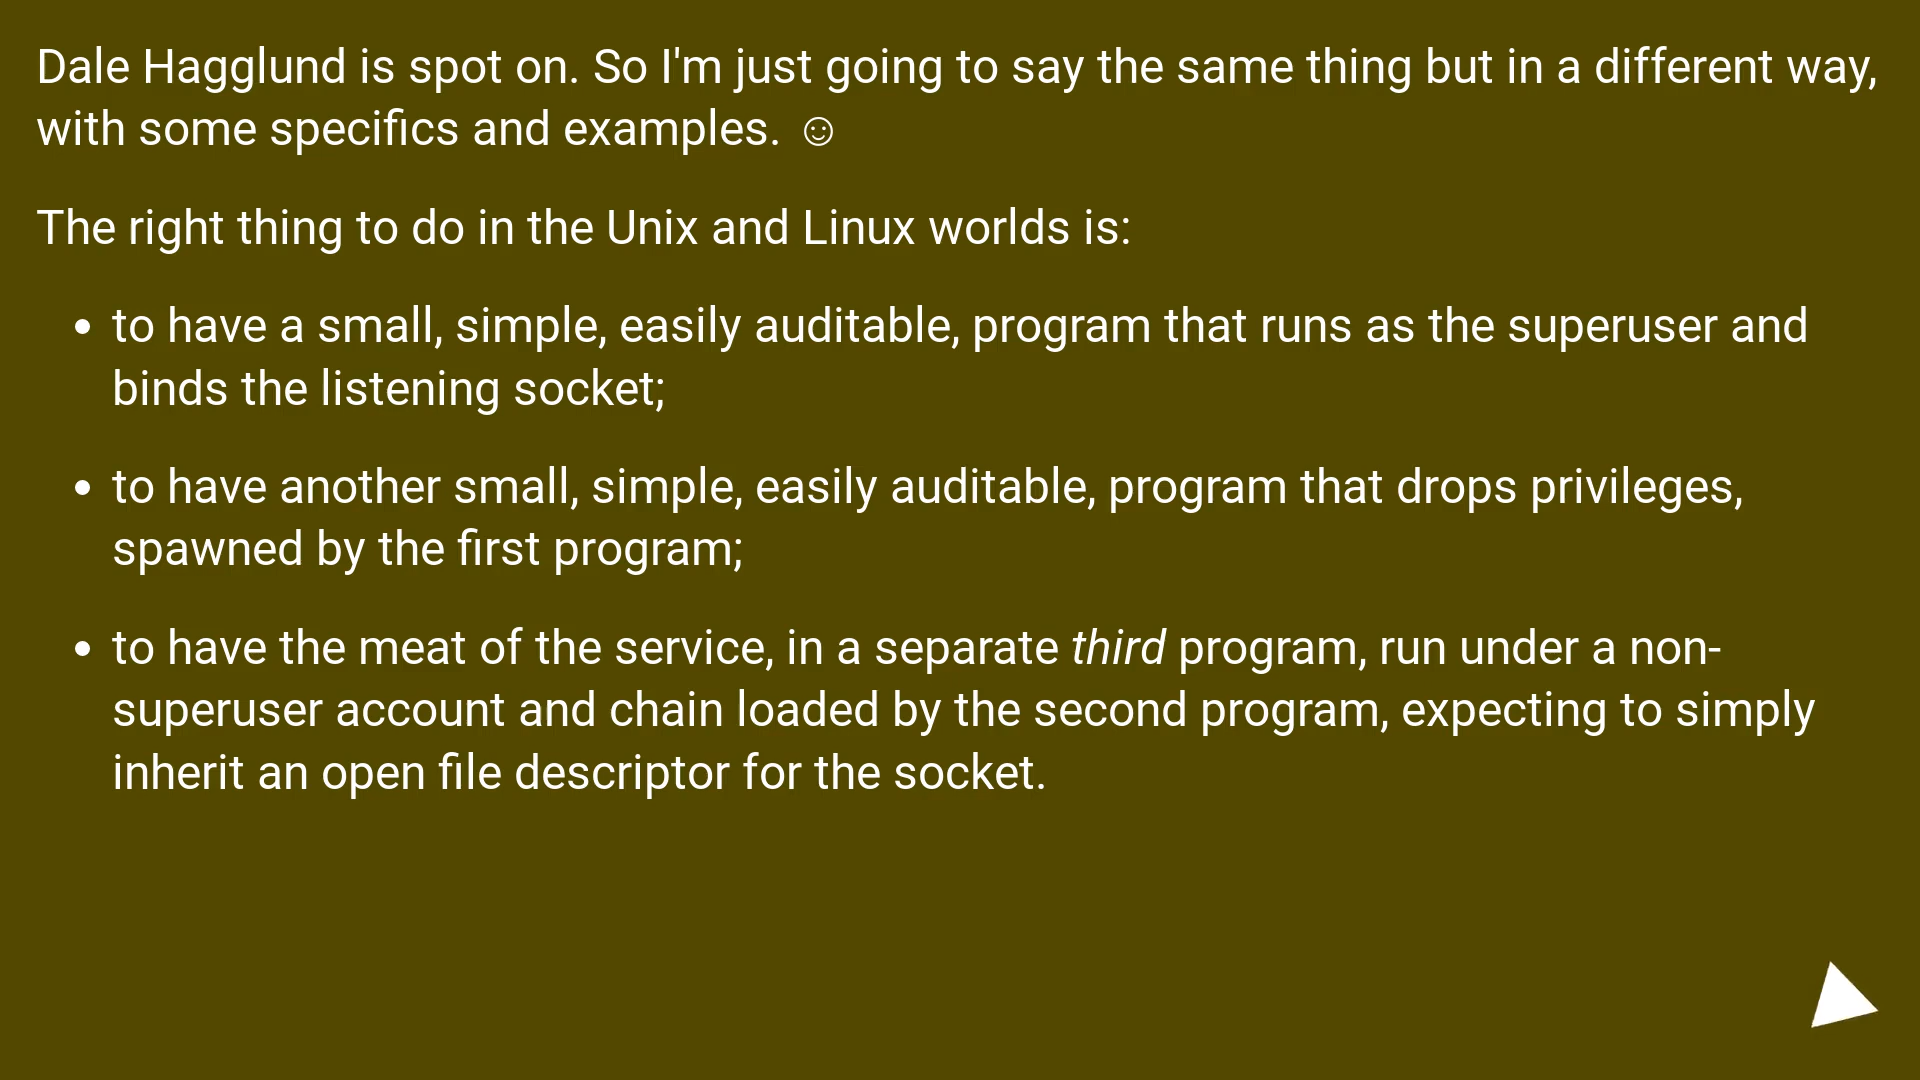 Dale Hagglund is spot on. So I'm just going to say the same thing but in a different way,
with some specifics and examples. ☺
The right thing to do in the Unix and Linux worlds is:
• to have a small, simple, easily auditable, program that runs as the superuser and
binds the listening socket;
• to have another small, simple, easily auditable, program that drops privileges,
spawned by the first program;
• to have the meat of the service, in a separate third program, run under a non-
superuser account and chain loaded by the second program, expecting to simply
inherit an open file descriptor for the socket.